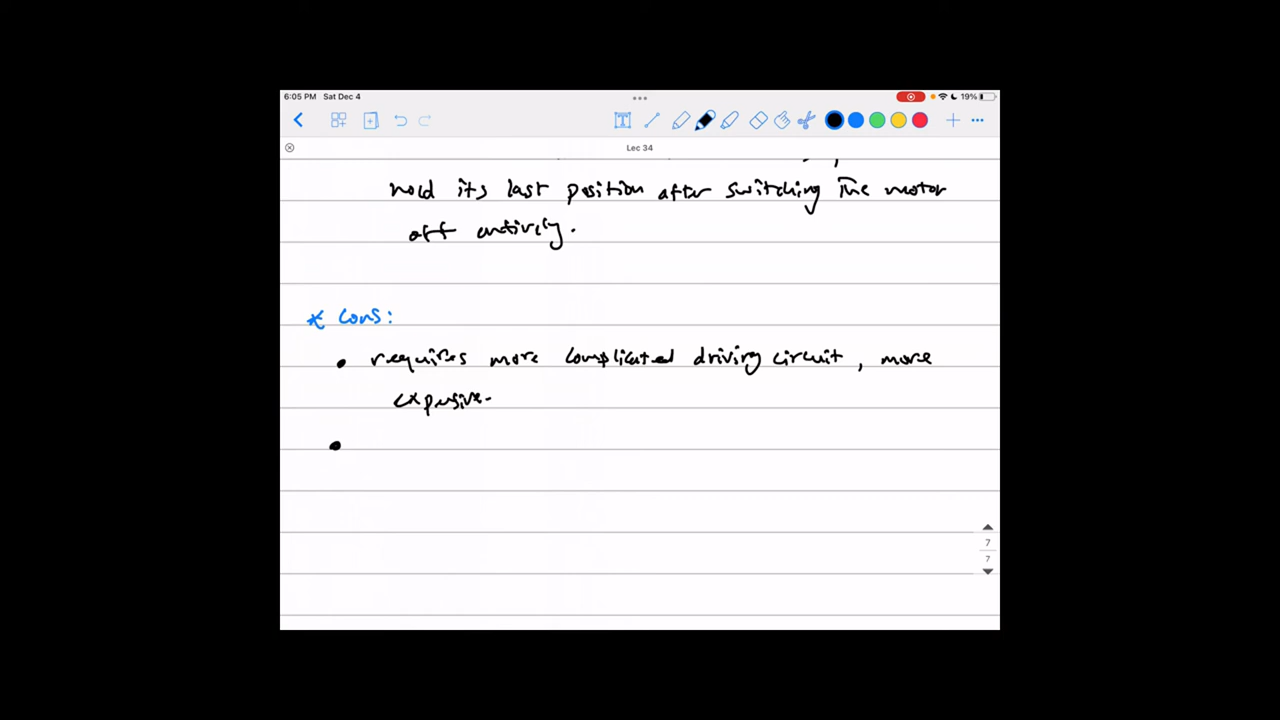 6:05 PM Sat Dec 4
19%
Lec 34
hold its last position after switching the motor
off entirely.
* Cons:
• requires more complicated driving circuit, more
expensive.
•
7
7